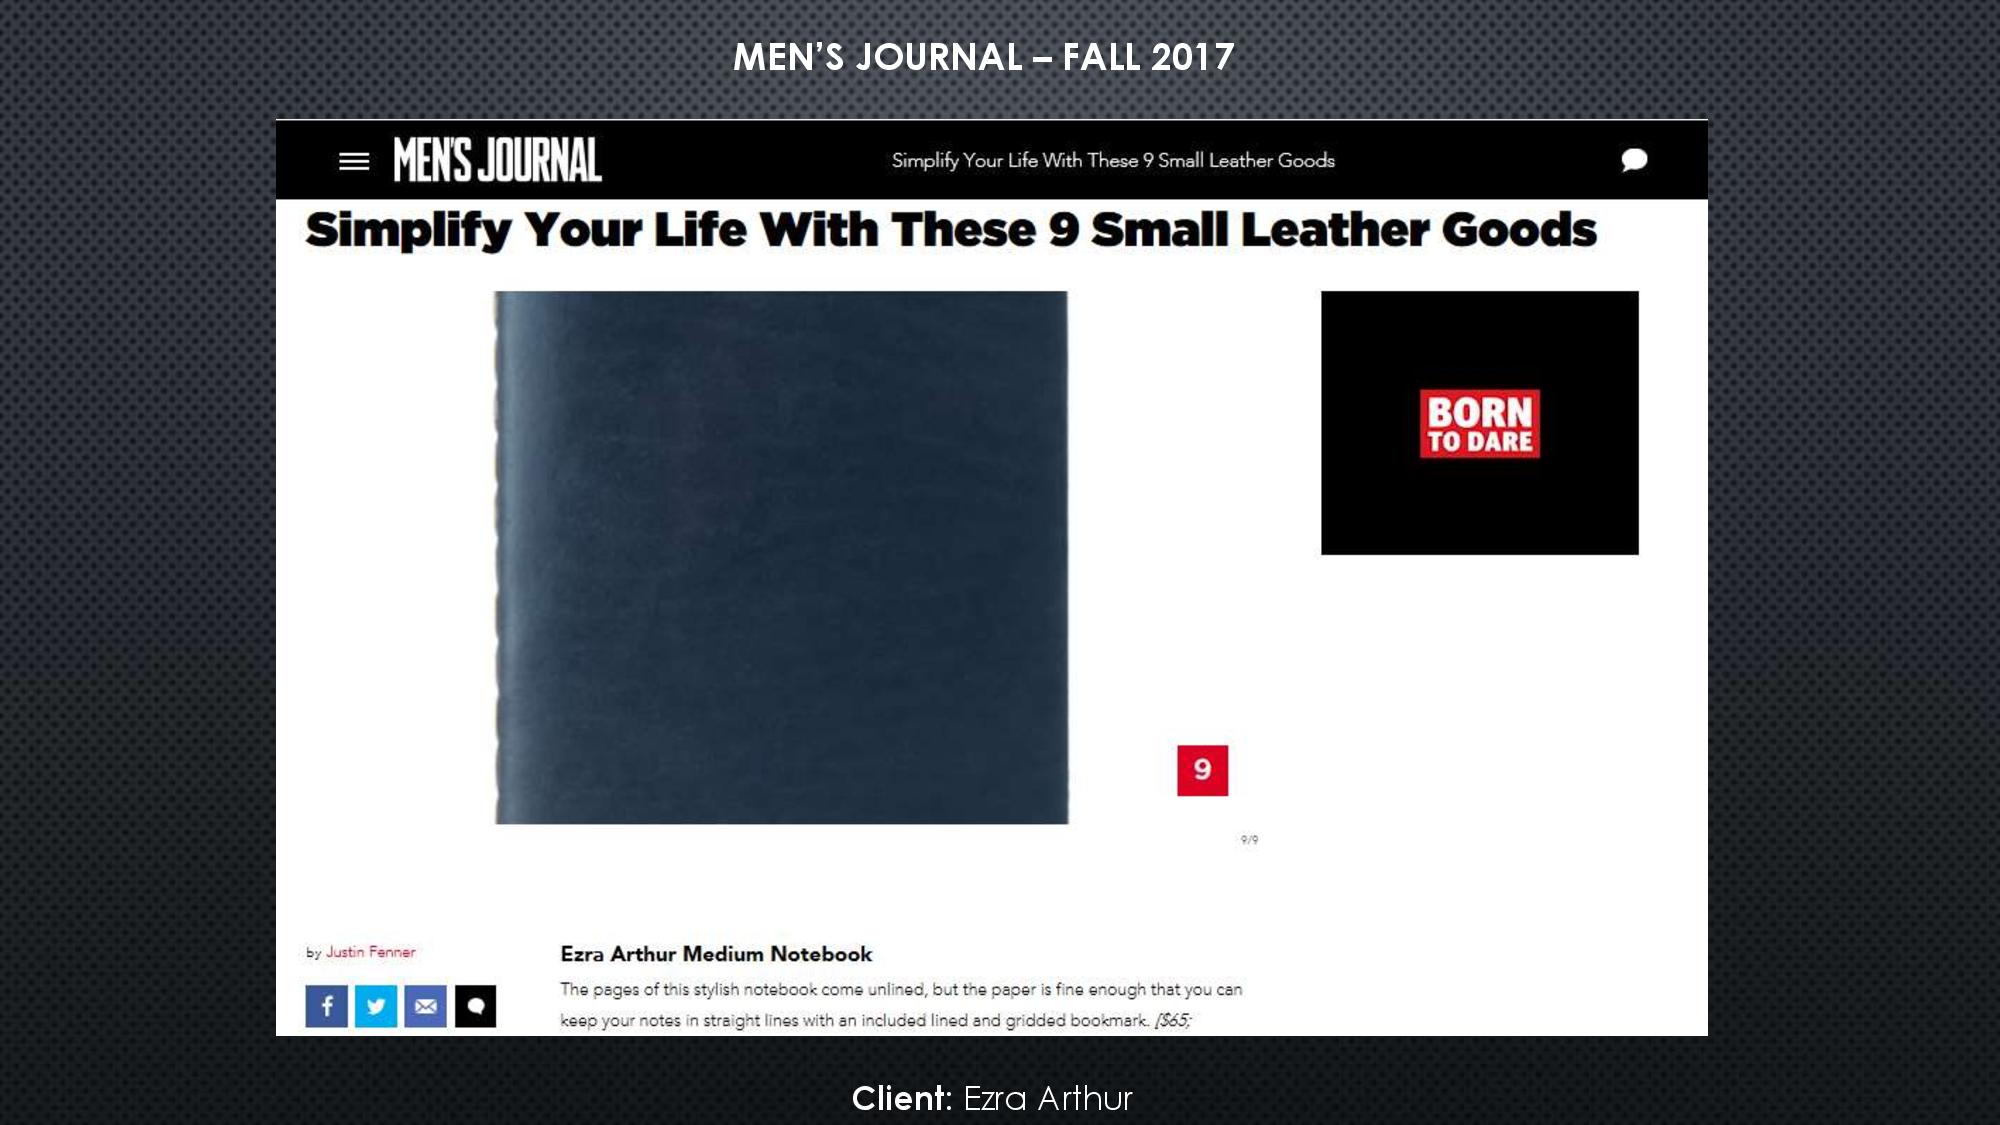 MEN’S JOURNAL – FALL 2017
MEN'S JOURNAL
Simplify Your Life With These 9 Small Leather Goods
Simplify Your Life With These 9 Small Leather Goods
BORN
TO DARE
9
9/9
by Justin Fenner
Ezra Arthur Medium Notebook
The pages of this stylish notebook come unlined, but the paper is fine enough that you can
keep your notes in straight lines with an included lined and gridded bookmark. [$65;
Client: Ezra Arthur